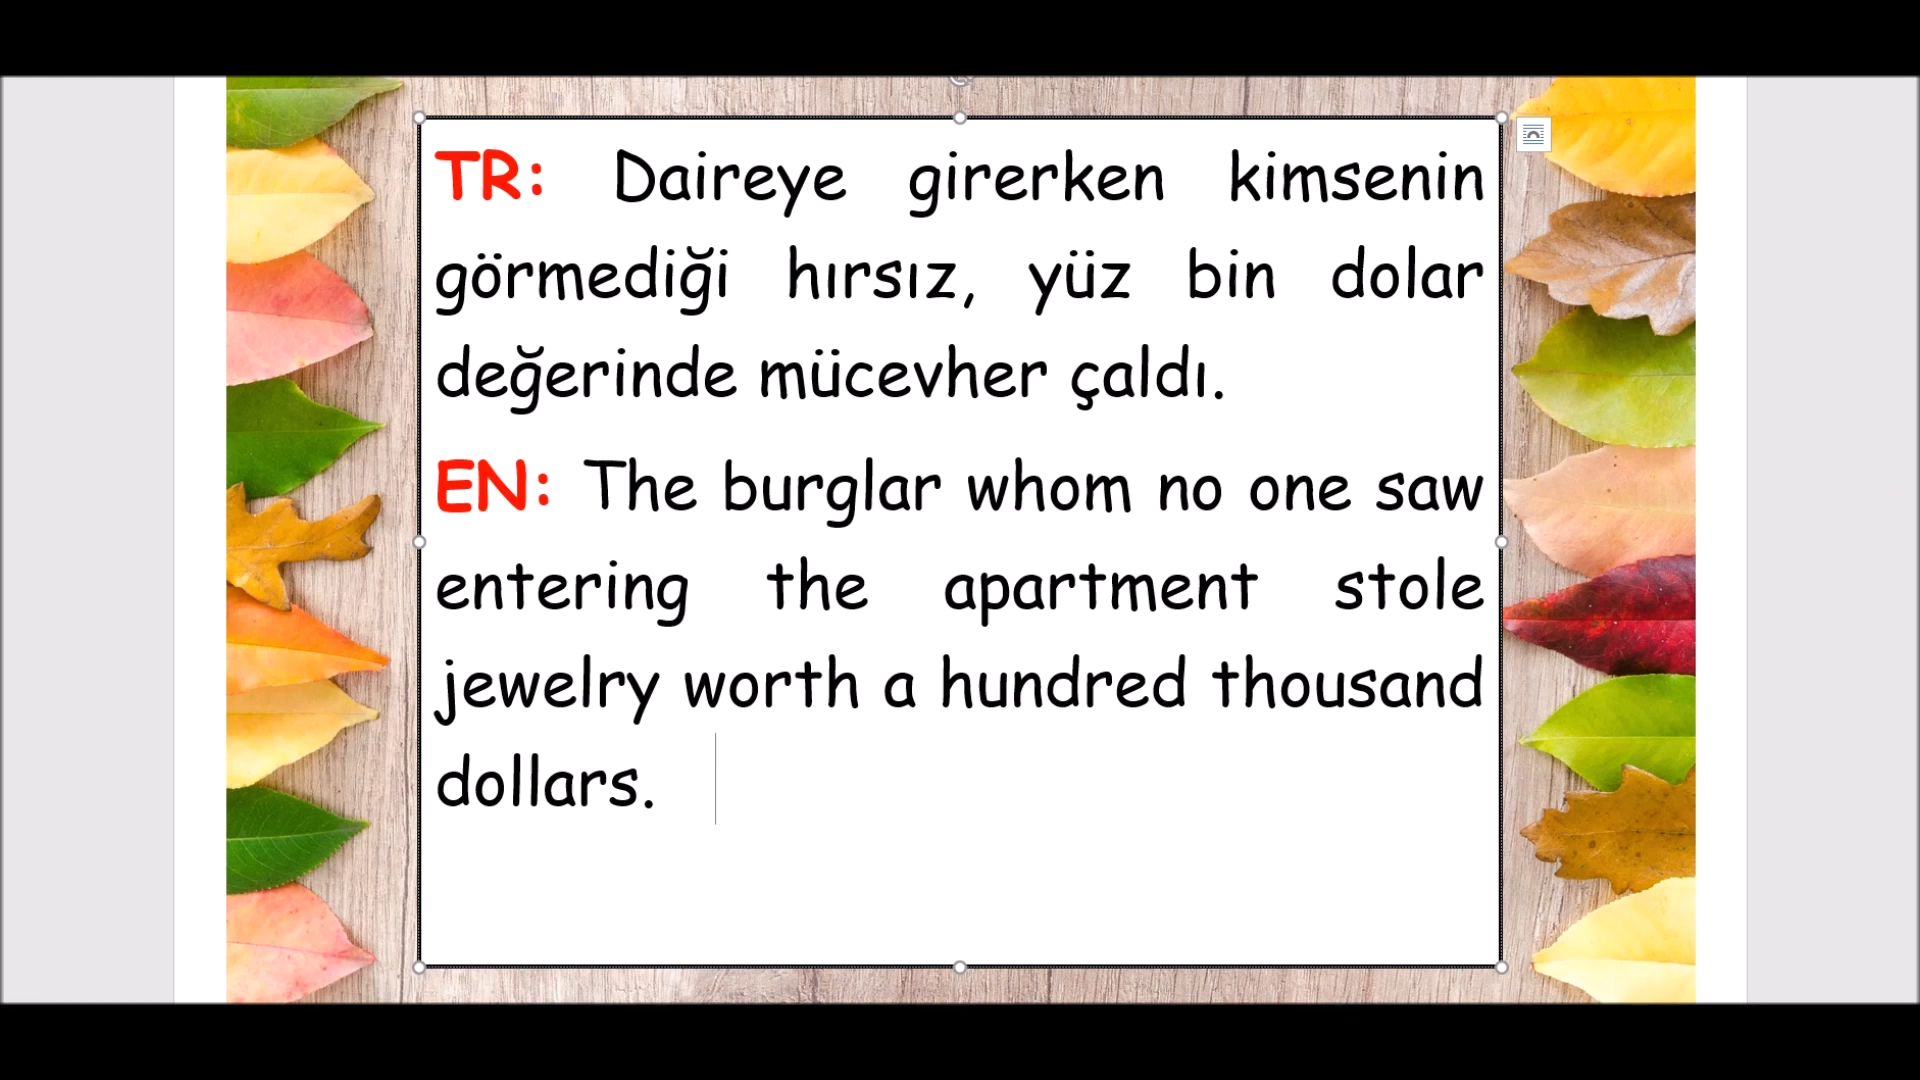 TR: Daireye girerken kimsenin
görmediği hırsız, yüz bin dolar
değerinde mücevher çaldı.
EN: The burglar whom no one saw
entering the apartment stole
jewelry worth a hundred thousand
dollars.